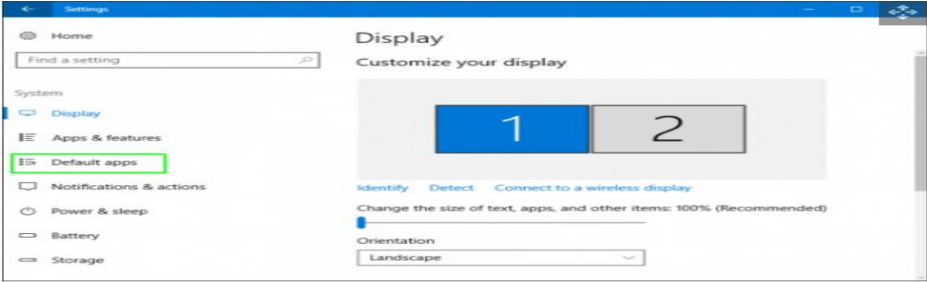 Settings
Home
Find a setting
System
Display
Apps & features
Default apps
Notifications & actions
Power & sleep
Battery
Storage
Display
Customize your display
1 2
Identify Detect Connect to a wireless display
Change the size of text, apps, and other items: 100% (Recommended)
Orientation
Landscape